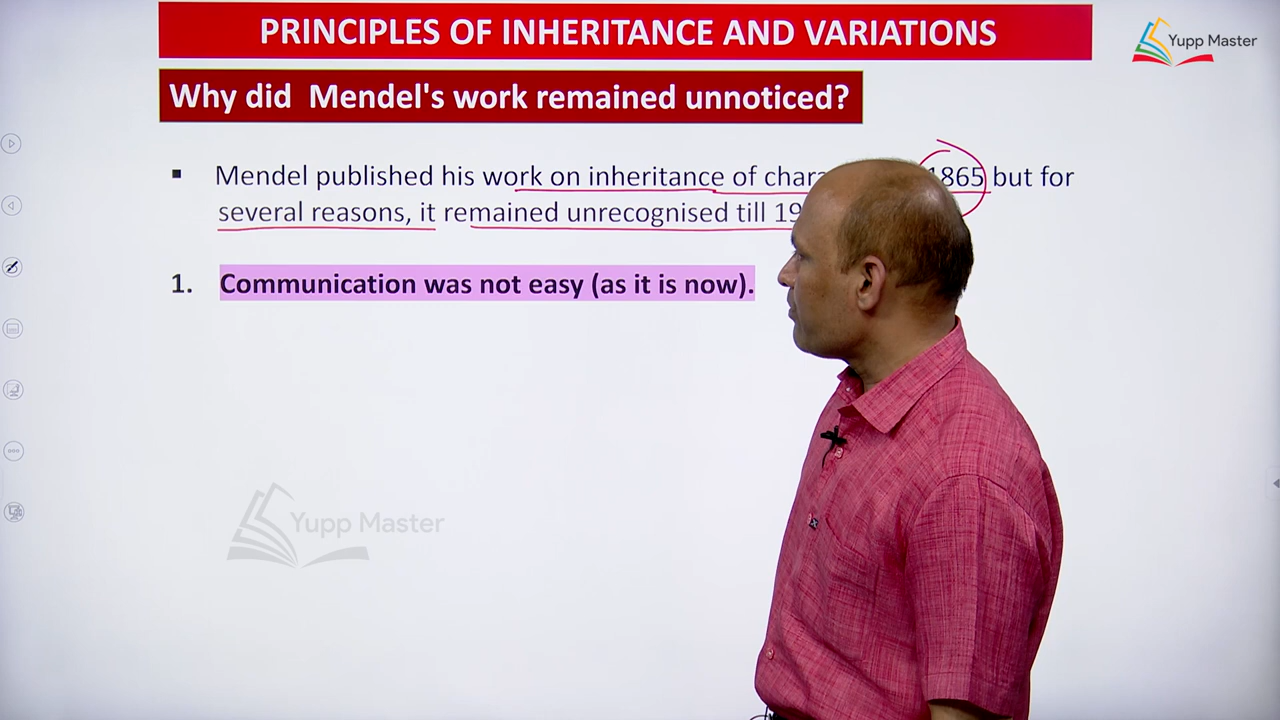 PRINCIPLES OF INHERITANCE AND VARIATIONS
Yupp Master
Why did Mendel's work remained unnoticed?
▪ Mendel published his work on inheritance of 1865 but for
several reasons, it remained unrecognised till
1. Communication was not easy (as it is now).
Yupp Master